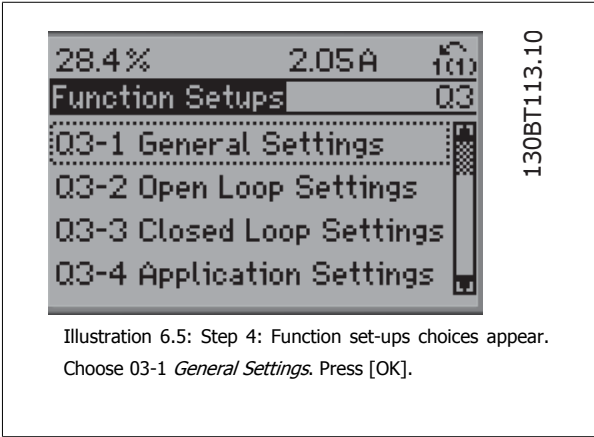 28.4% 2.05A 1(1)
Function Setups Q3
Q3-1 General Settings
Q3-2 Open Loop Settings
Q3-3 Closed Loop Settings
Q3-4 Application Settings
130BT113.10
Illustration 6.5: Step 4: Function set-ups choices appear.
Choose 03-1 General Settings. Press [OK].